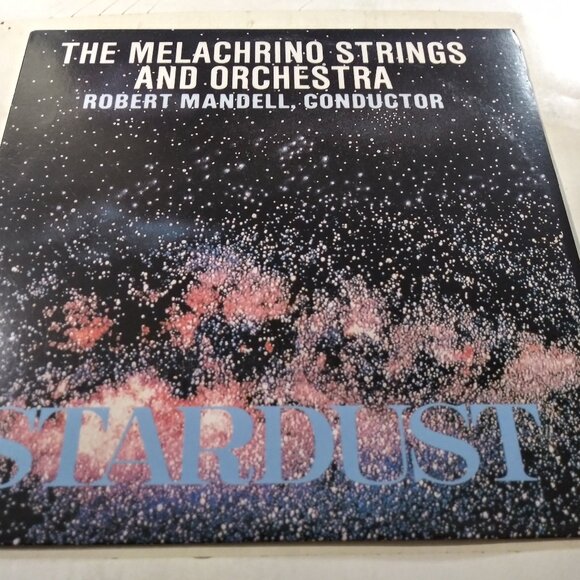 THE MELACHRINO STRINGS
AND ORCHESTRA
ROBERT MANDELL, CONDUCTOR
STARDUST